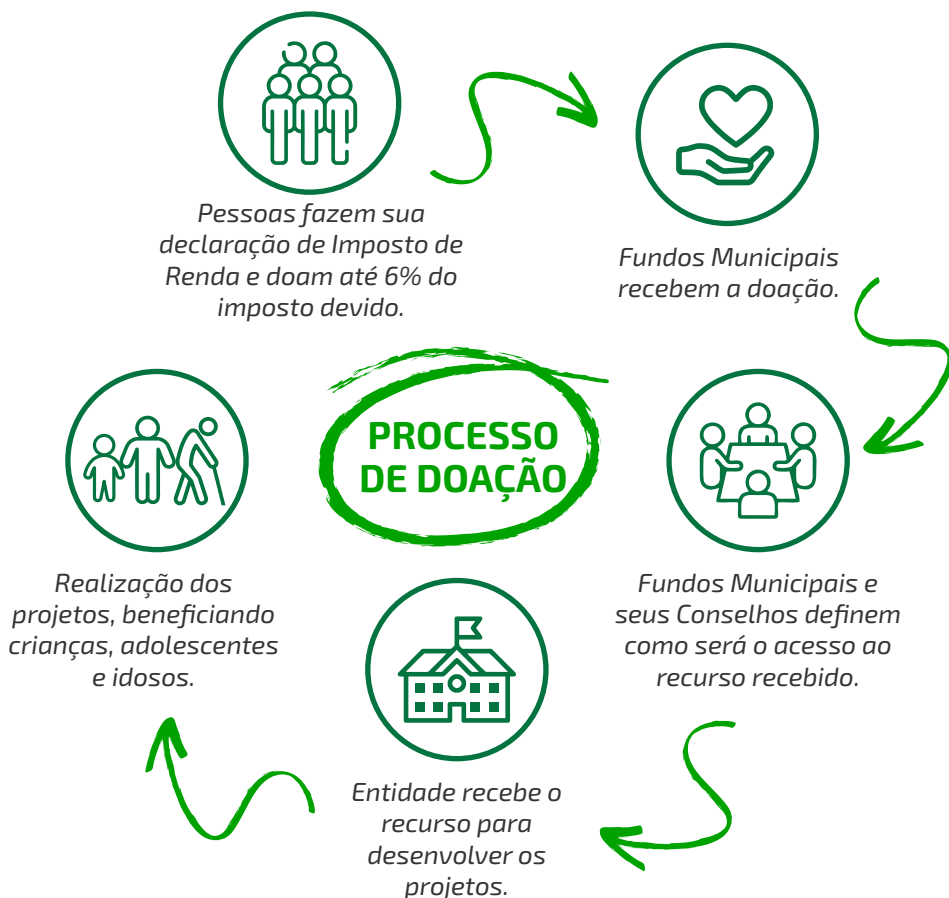 Pessoas fazem sua
declaração de Imposto de
Renda e doam até 6% do
imposto devido.
Fundos Municipais
recebem a doação.
PROCESSO
DE DOAÇÃO
Fundos Municipais e
seus Conselhos definem
como será o acesso ao
recurso recebido.
Entidade recebe o
recurso para
desenvolver os
projetos.
Realização dos
projetos, beneficiando
crianças, adolescentes
e idosos.